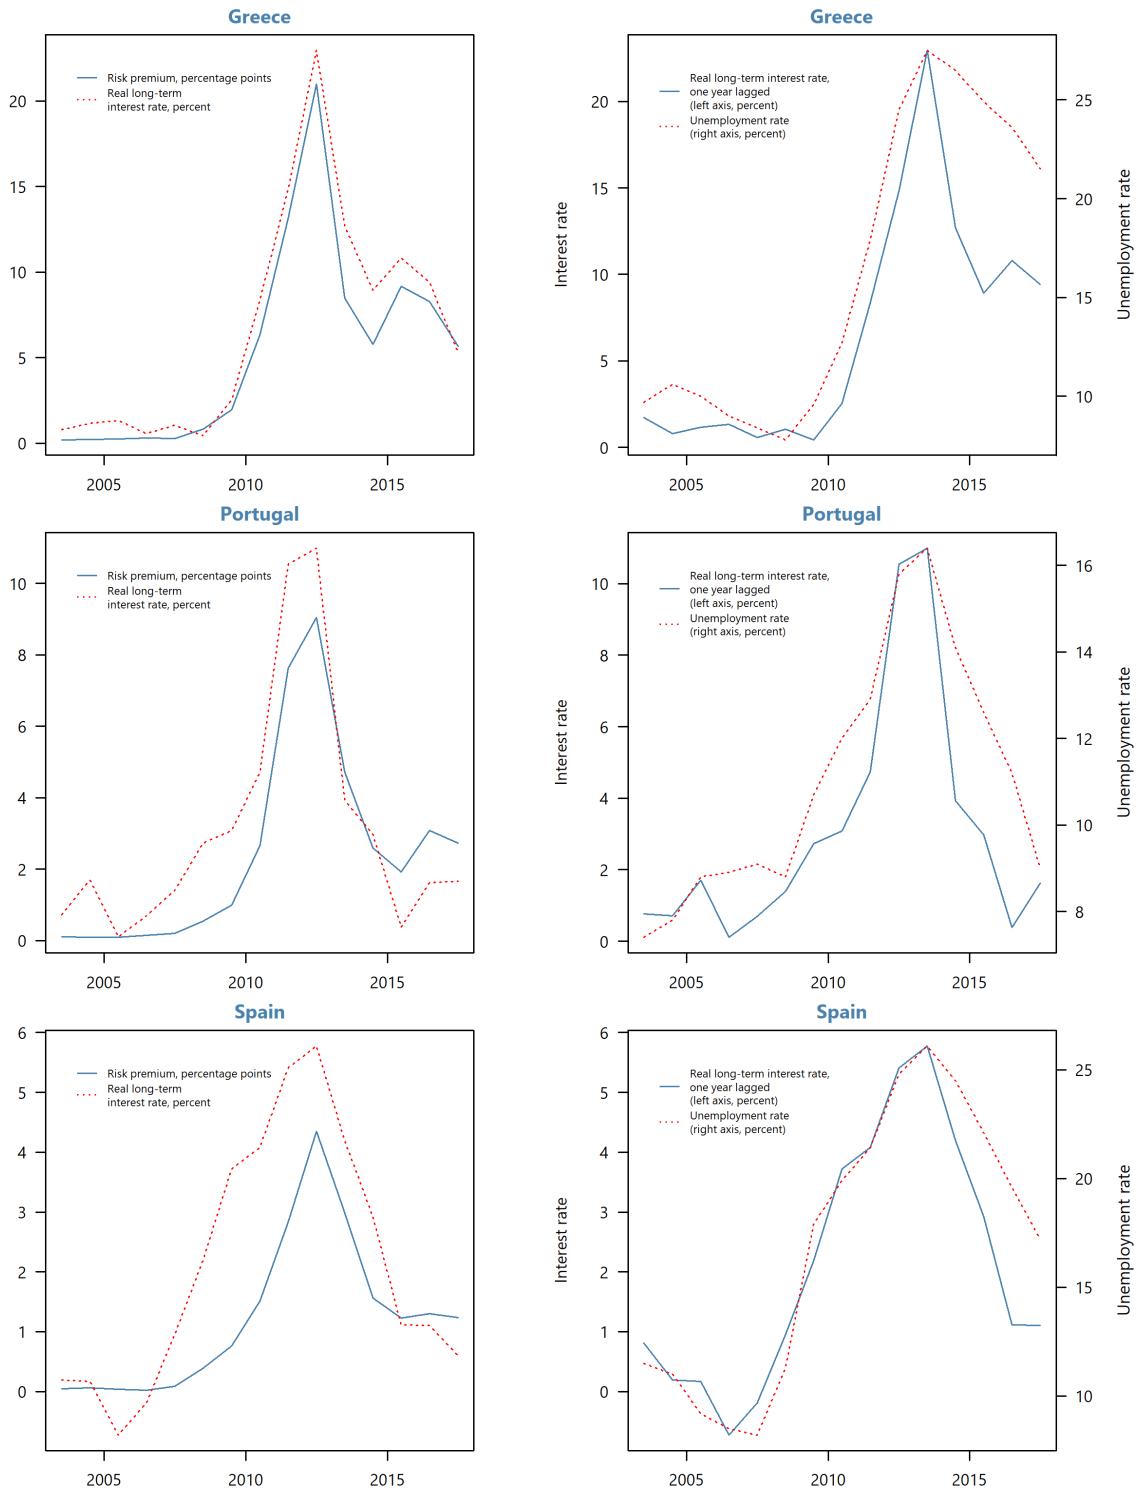 Greece
Risk premium, percentage points
Real long-term
interest rate, percent
20
15
10
5
0
2005
2010
2015
Greece
Real long-term interest rate,
one year lagged
(left axis, percent)
Unemployment rate
(right axis, percent)
Interest rate
20
15
10
5
0
25
20
15
10
Unemployment rate
2005
2010
2015
Portugal
Risk premium, percentage points
Real long-term
interest rate, percent
10
8
6
4
2
0
2005
2010
2015
Portugal
Real long-term interest rate,
one year lagged
(left axis, percent)
Unemployment rate
(right axis, percent)
Interest rate
10
8
6
4
2
0
16
14
12
10
8
Unemployment rate
2005
2010
2015
Spain
Risk premium, percentage points
Real long-term
interest rate, percent
6
5
4
3
2
1
0
2005
2010
2015
Spain
Real long-term interest rate,
one year lagged
(left axis, percent)
Unemployment rate
(right axis, percent)
Interest rate
6
5
4
3
2
1
0
25
20
15
10
Unemployment rate
2005
2010
2015